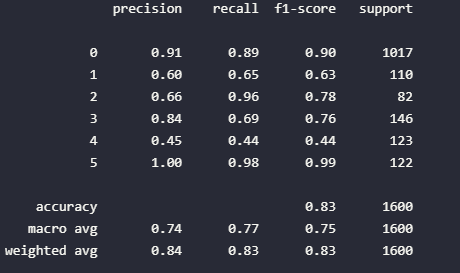 precision recall f1-score support
0 0.91 0.89 0.90 1017
1 0.60 0.65 0.63 110
2 0.66 0.96 0.78 82
3 0.84 0.69 0.76 146
4 0.45 0.44 0.44 123
5 1.00 0.98 0.99 122
accuracy 0.83 1600
macro avg 0.74 0.77 0.75 1600
weighted avg 0.84 0.83 0.83 1600